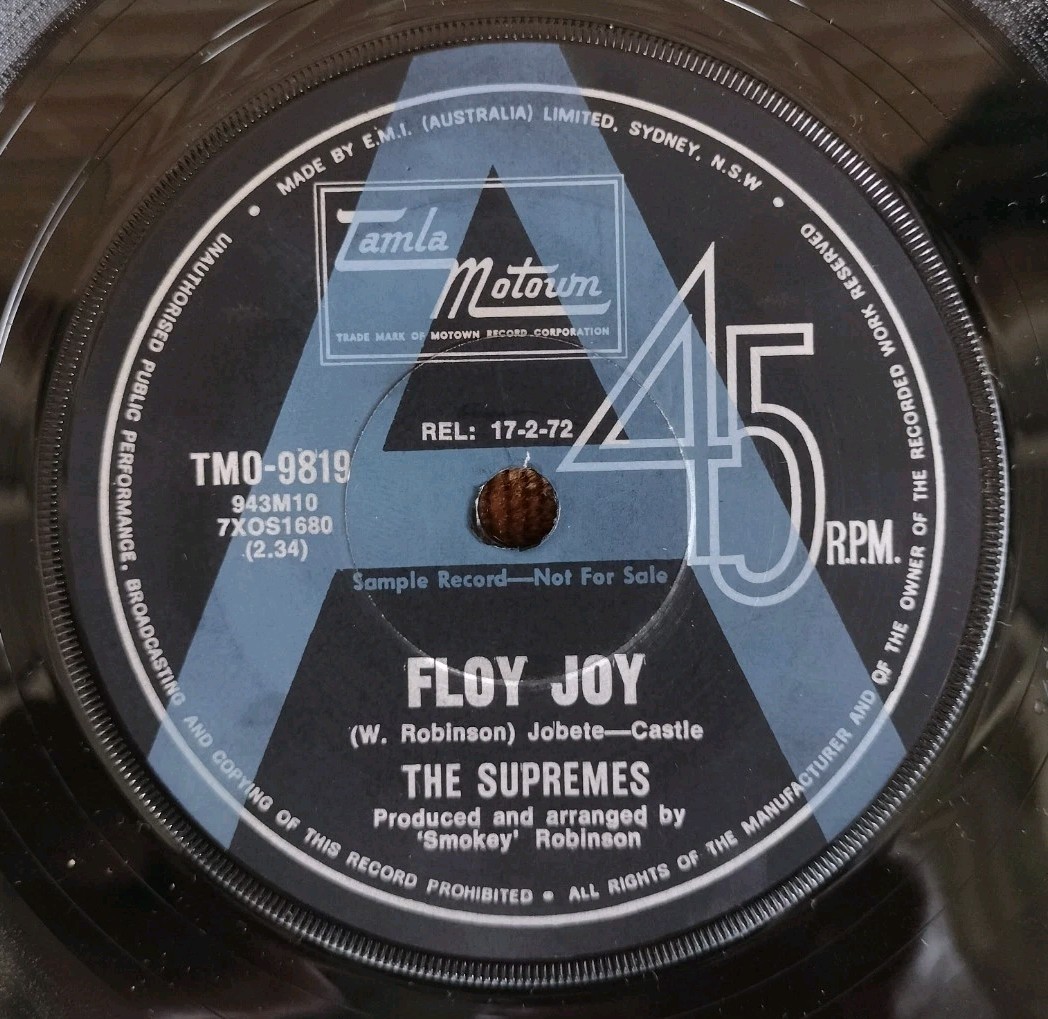 MADE BY E.M.I. (AUSTRALIA) LIMITED, SYDNEY, N.S.W
Tamla
Motown
TRADE MARK OF MOTOWN RECORD CORPORATION
A
45
R.P.M.
REL: 17-2-72
TMO-9819
943M10
7XOS1680
(2.34)
Sample Record—Not For Sale
FLOY JOY
(W. Robinson) Jobete—Castle
THE SUPREMES
Produced and arranged by
'Smokey' Robinson
UNAUTHORISED PUBLIC PERFORMANCE, BROADCASTING AND COPYING OF THIS RECORD PROHIBITED • ALL RIGHTS OF THE MANUFACTURER AND OF THE OWNER OF THE RECORDED WORK RESERVED